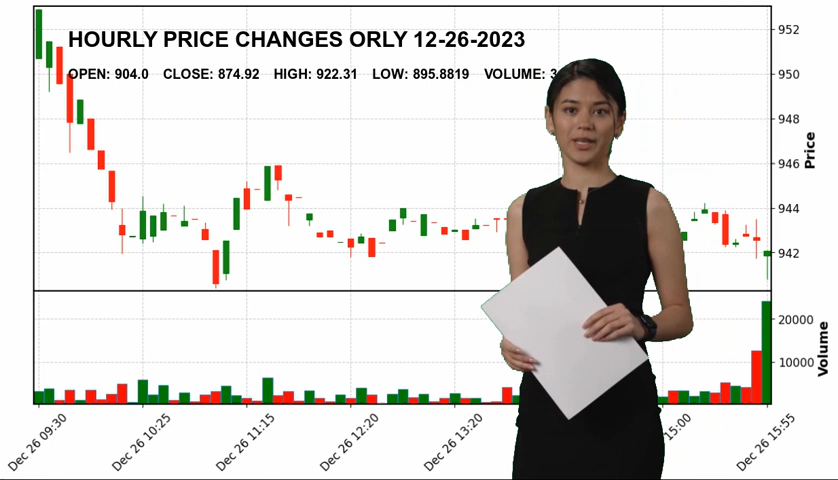 HOURLY PRICE CHANGES ORLY 12-26-2023
OPEN: 904.0 CLOSE: 874.92 HIGH: 922.31 LOW: 895.8819 VOLUME: 3
952
950
948
946
944
942
Price
20000
10000
Volume
Dec 26 09:30
Dec 26 10:25
Dec 26 11:15
Dec 26 12:20
Dec 26 13:20
15:00
Dec 26 15:55